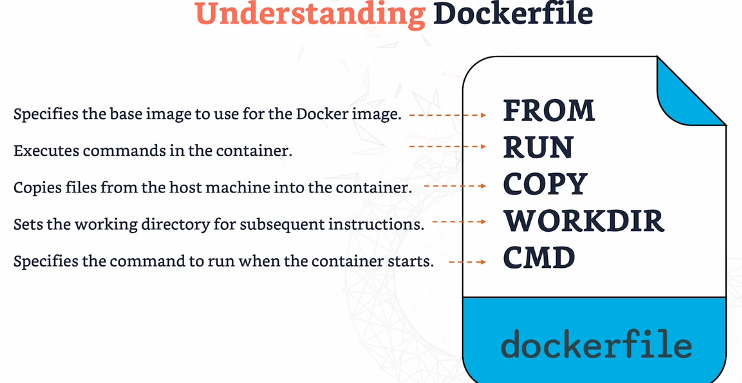 Understanding Dockerfile
Specifies the base image to use for the Docker image.
FROM
Executes commands in the container.
RUN
Copies files from the host machine into the container.
COPY
Sets the working directory for subsequent instructions.
WORKDIR
Specifies the command to run when the container starts.
CMD
dockerfile